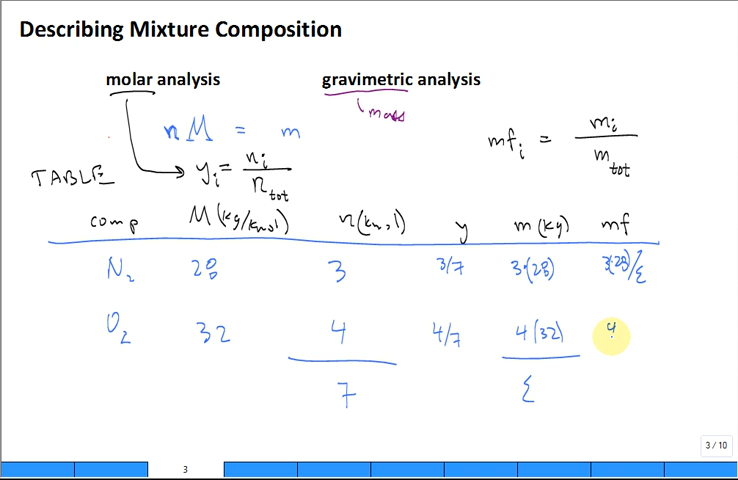 Describing Mixture Composition
molar analysis gravimetric analysis
mass
nM = m
mfᵢ = mᵢ / m_tot
yᵢ = nᵢ / n_tot
TABLE
comp M(kg/kmol) n(kmol) y m(kg) mf
N₂ 28 3 3/7 3·(28) 3(28)/Σ
O₂ 32 4 4/7 4(32) 4
7 Σ
3 / 10
3